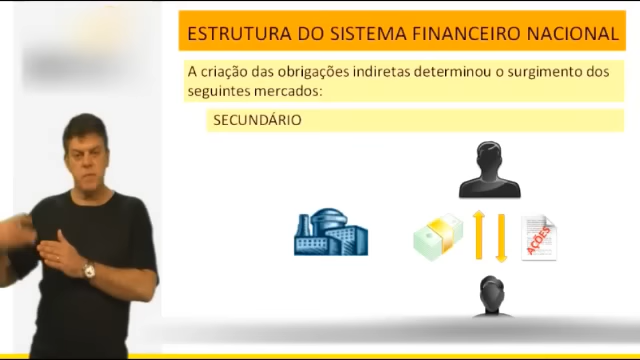 ESTRUTURA DO SISTEMA FINANCEIRO NACIONAL
A criação das obrigações indiretas determinou o surgimento dos
seguintes mercados:
SECUNDÁRIO
AÇÕES